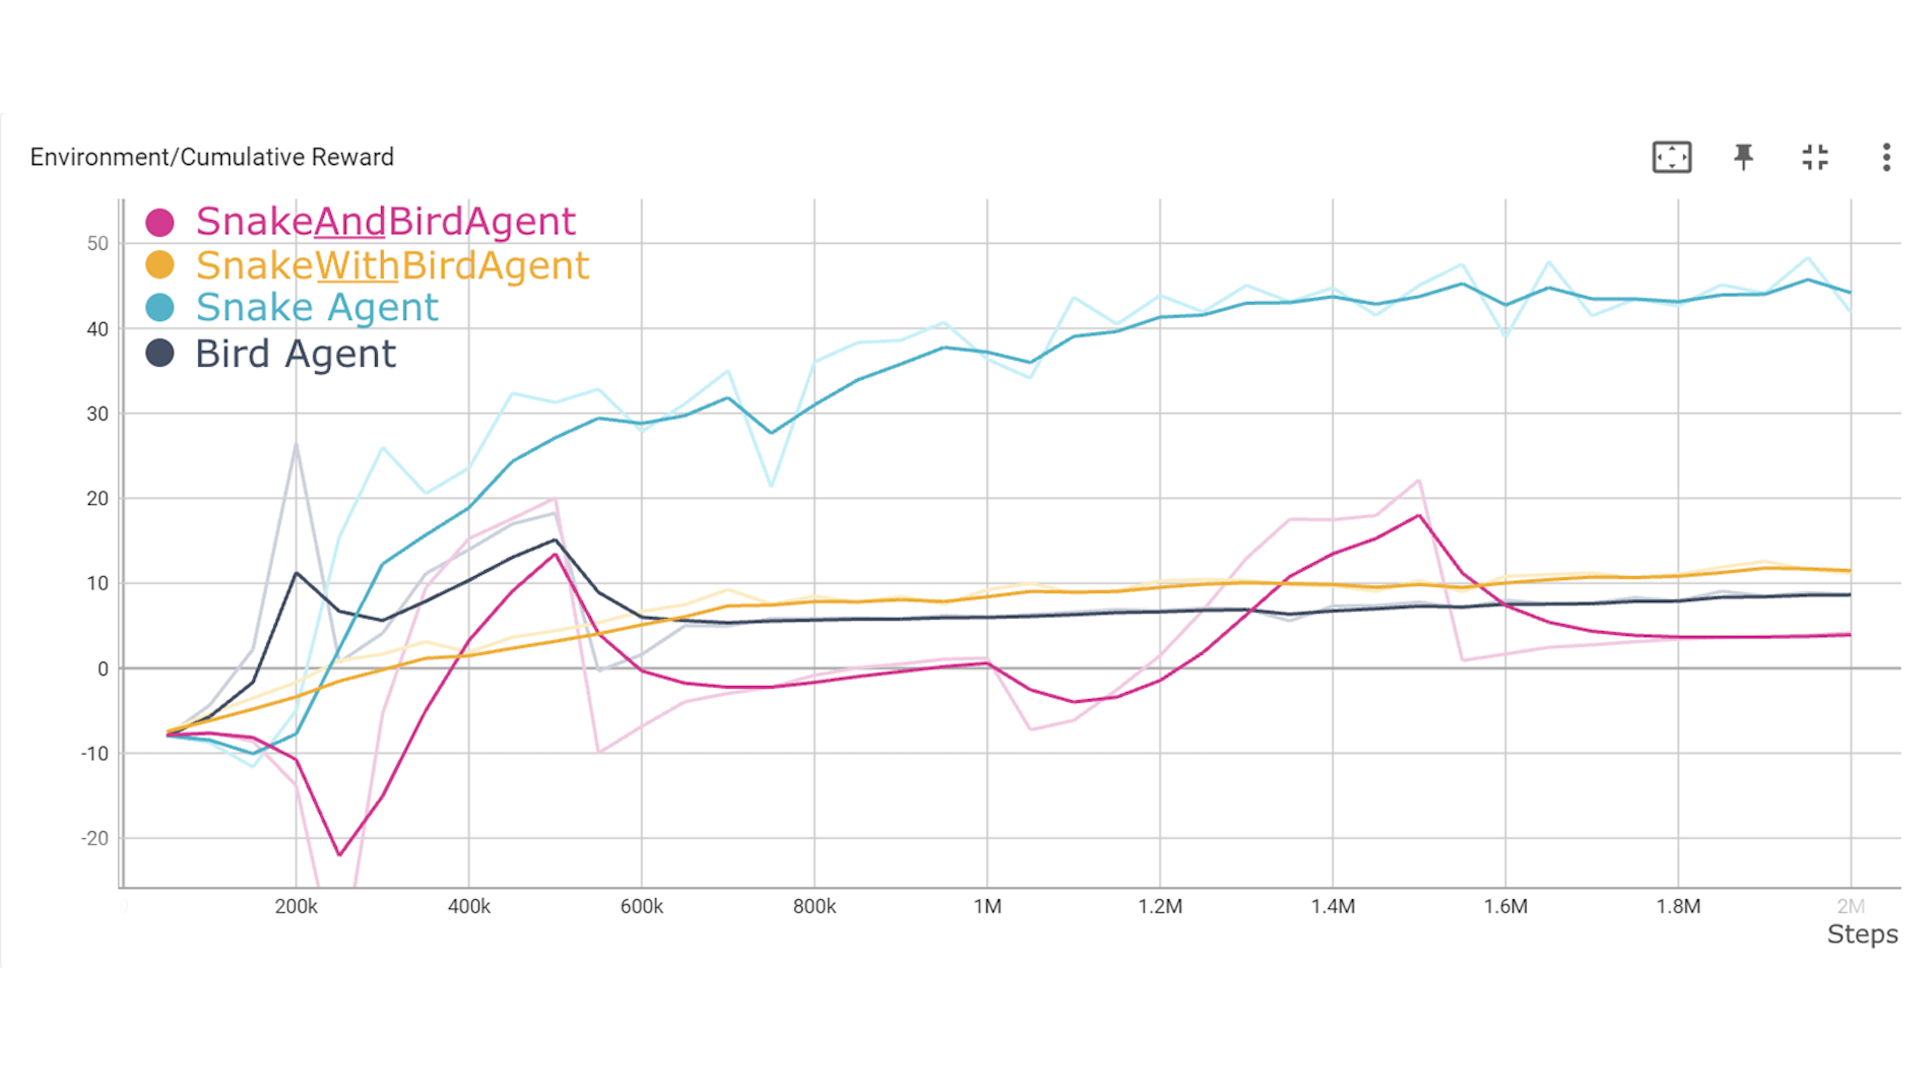 Environment/Cumulative Reward
SnakeAndBirdAgent
SnakeWithBirdAgent
Snake Agent
Bird Agent
50
40
30
20
10
0
-10
-20
200k 400k 600k 800k 1M 1.2M 1.4M 1.6M 1.8M 2M
Steps